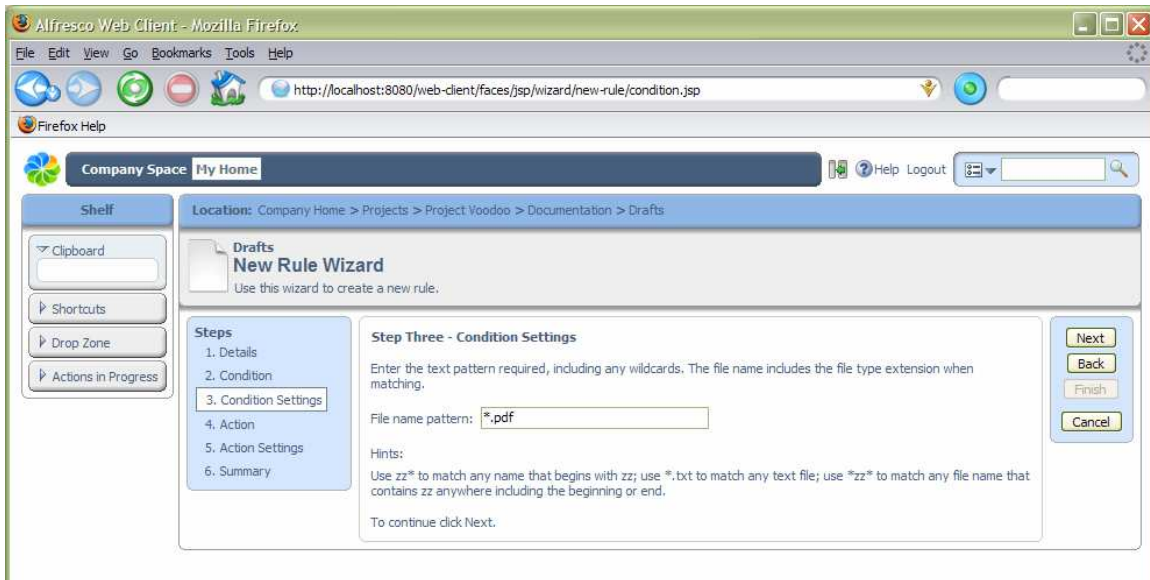 Alfresco Web Client - Mozilla Firefox
File Edit View Go Bookmarks Tools Help
http://localhost:8080/web-client/faces/jsp/wizard/new-rule/condition.jsp
Firefox Help
Company Space My Home
Help Logout
Shelf
Location: Company Home > Projects > Project Voodoo > Documentation > Drafts
Clipboard
Shortcuts
Drop Zone
Actions in Progress
Drafts
New Rule Wizard
Use this wizard to create a new rule.
Steps
1. Details
2. Condition
3. Condition Settings
4. Action
5. Action Settings
6. Summary
Step Three - Condition Settings
Enter the text pattern required, including any wildcards. The file name includes the file type extension when
matching.
File name pattern: *.pdf
Hints:
Use zz* to match any name that begins with zz; use *.txt to match any text file; use *zz* to match any file name that
contains zz anywhere including the beginning or end.
To continue click Next.
Next
Back
Finish
Cancel